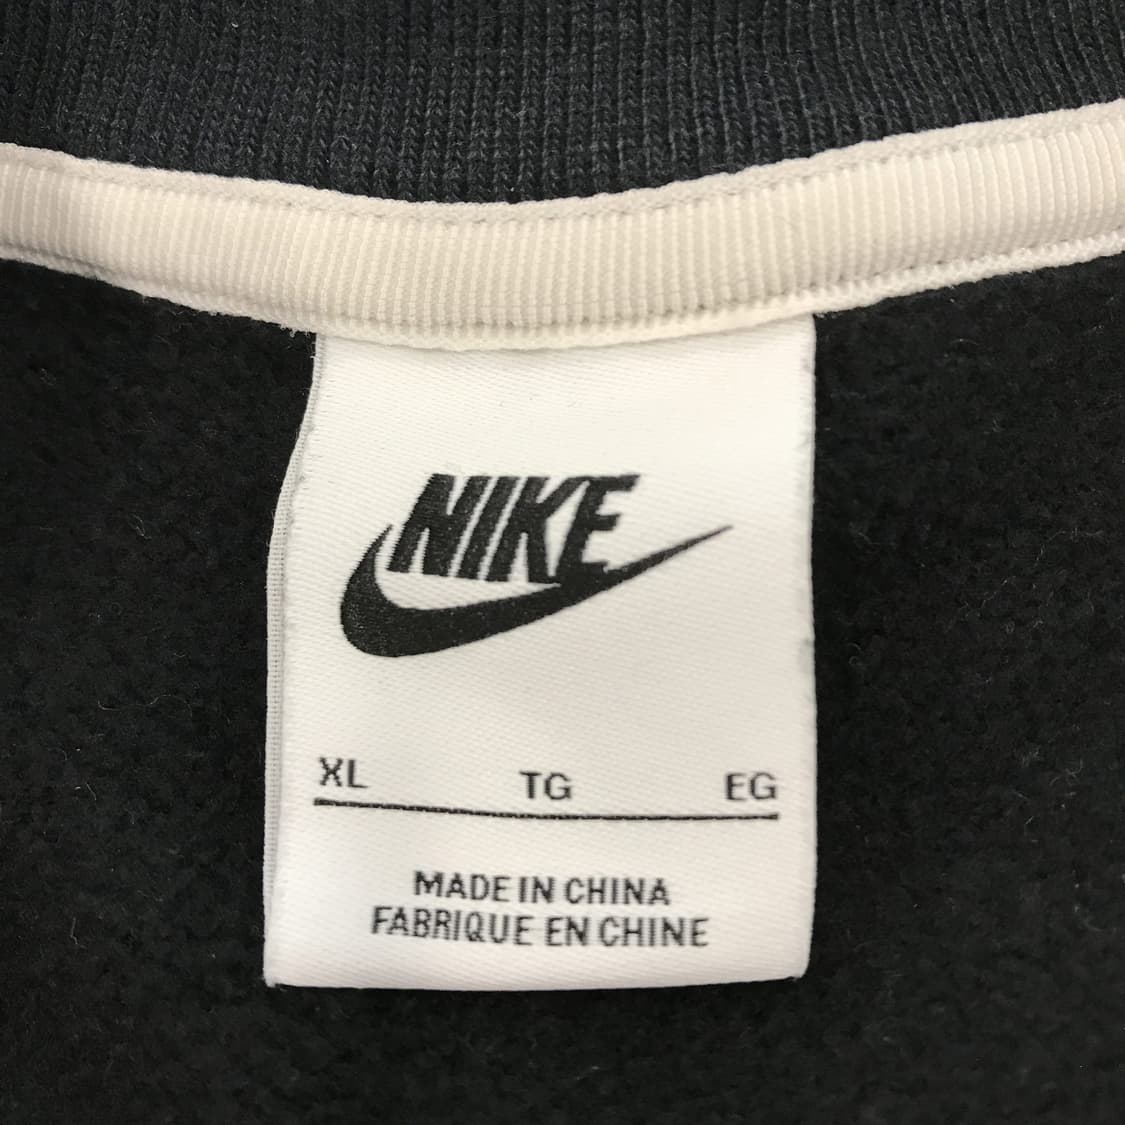 NIKE
XL TG EG
MADE IN CHINA
FABRIQUE EN CHINE